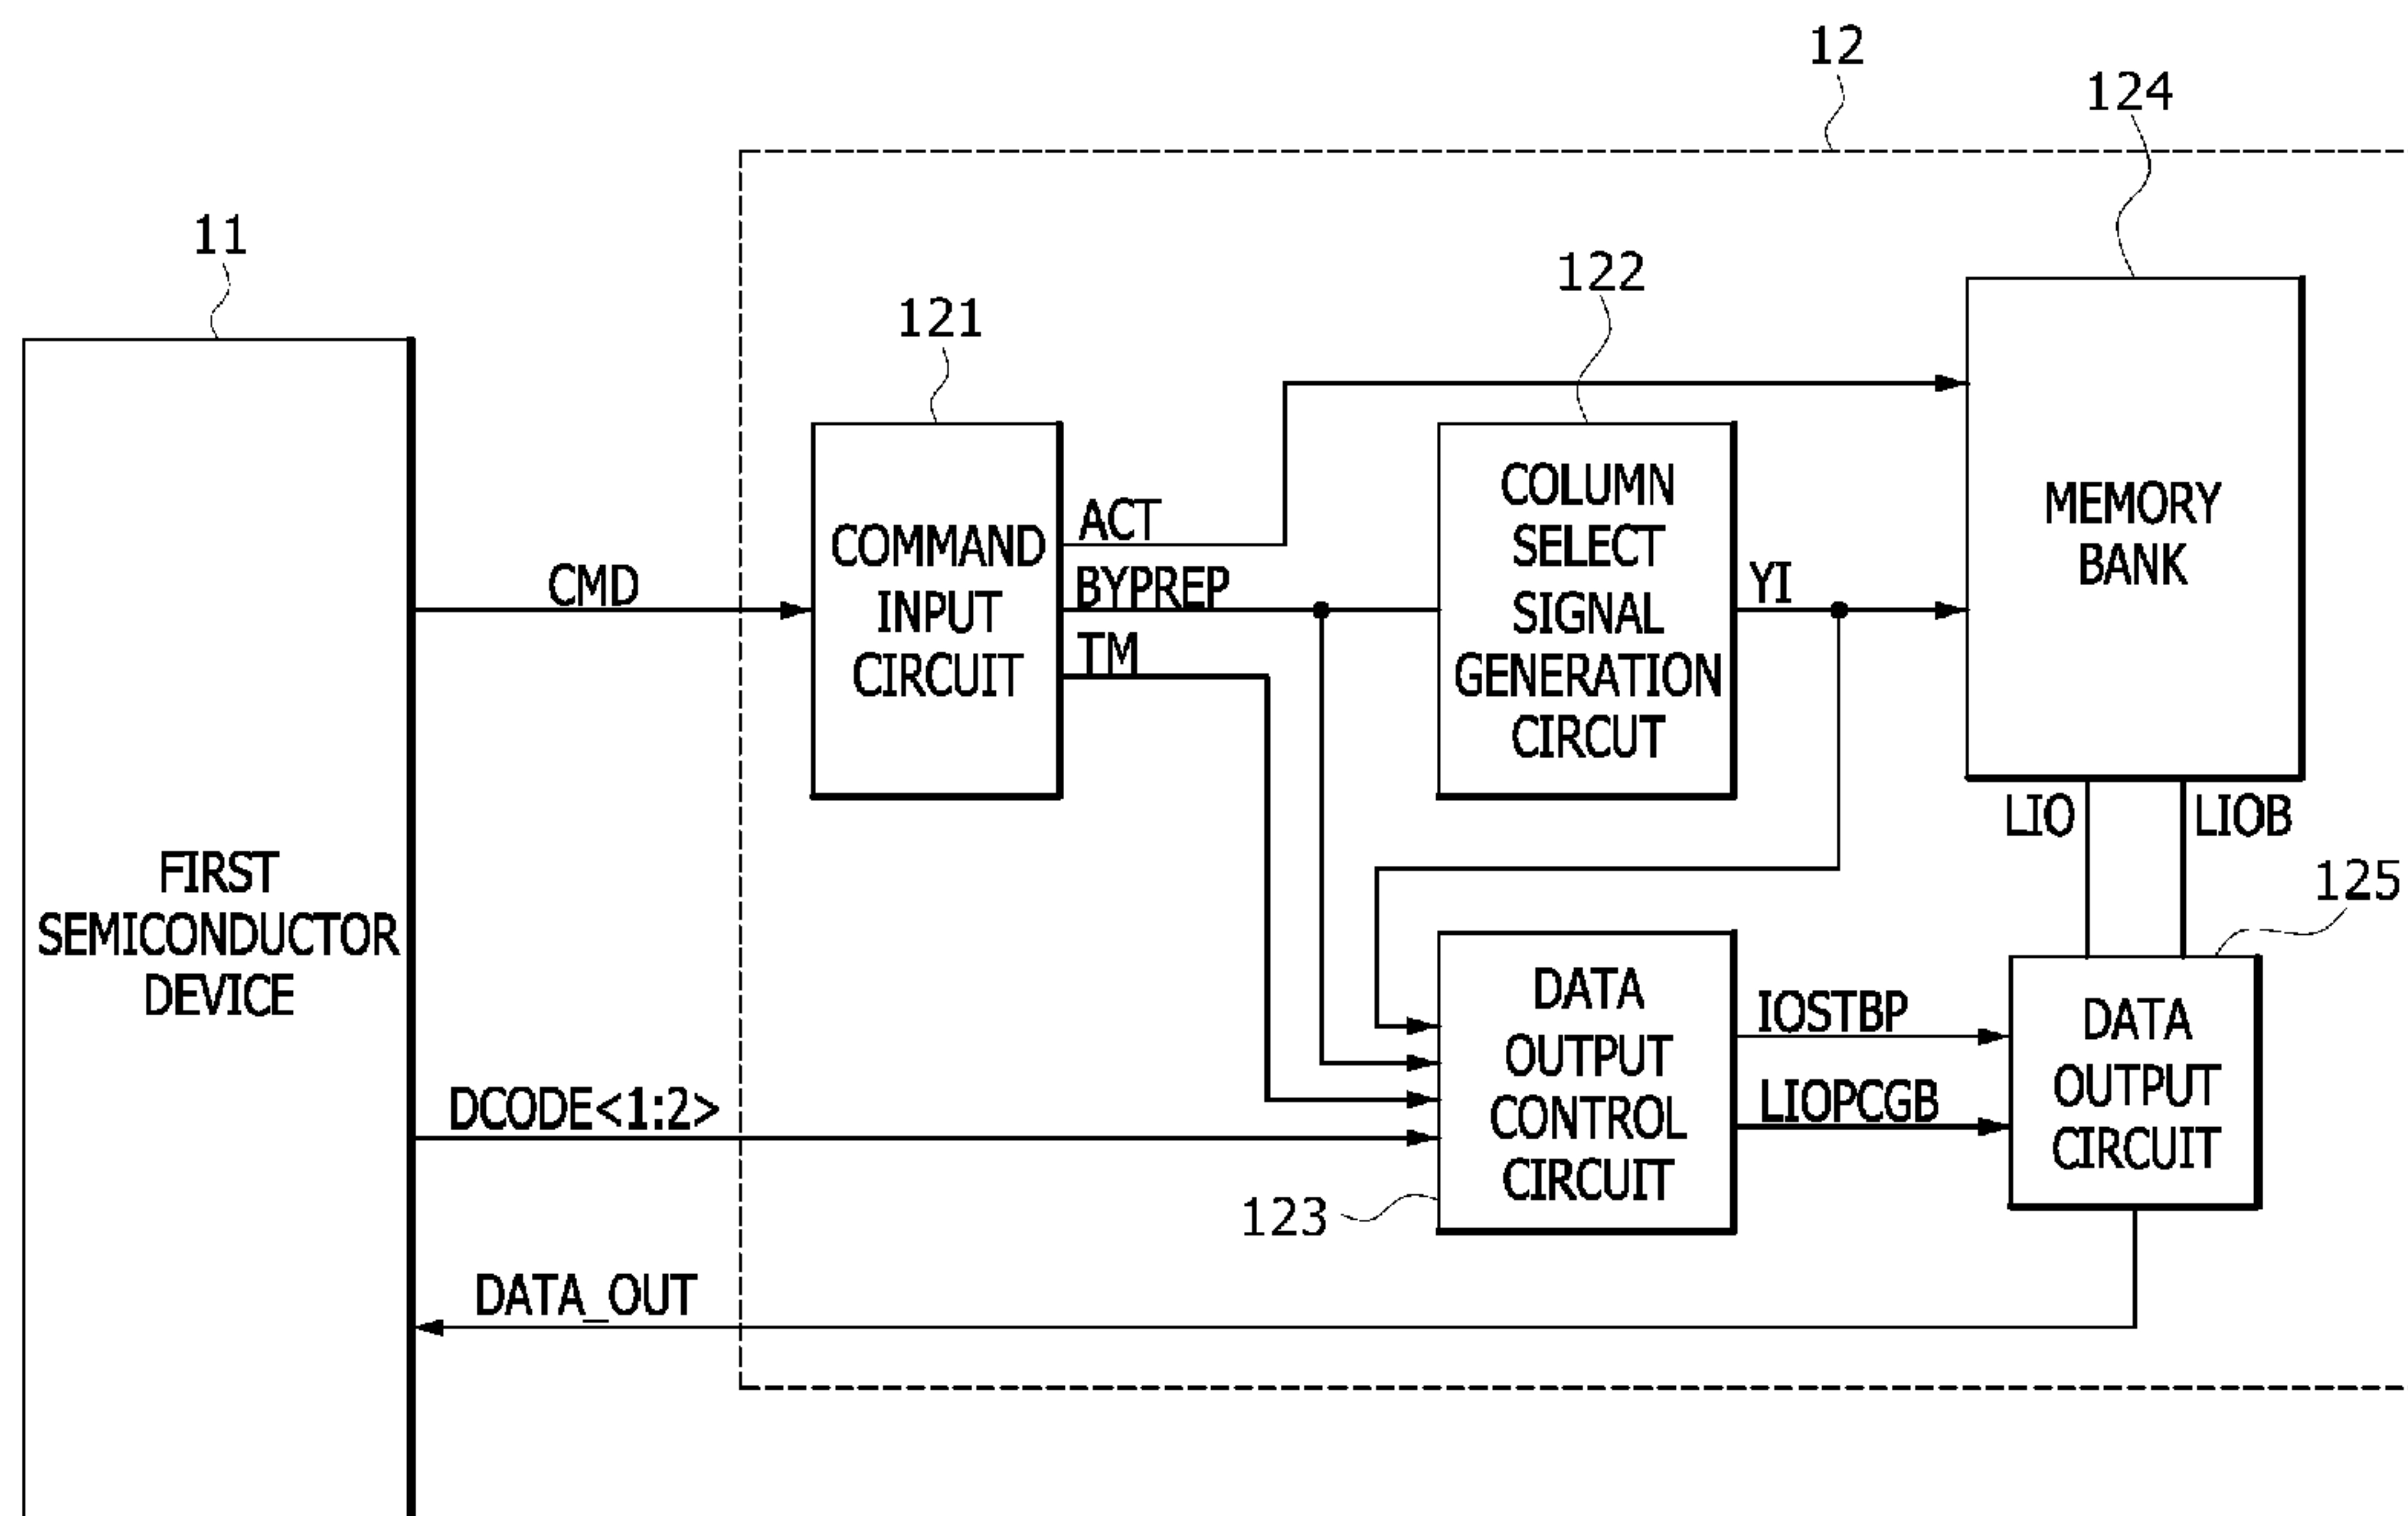 12
124
11
122
121
COLUMN
SELECT
SIGNAL
GENERATION
CIRCUT
MEMORY
BANK
ACT
COMMAND
INPUT
CIRCUIT
BYPREP
TM
CMD
YI
LIO
LIOB
125
FIRST
SEMICONDUCTOR
DEVICE
DATA
OUTPUT
CONTROL
CIRCUIT
IOSTBP
LIOPCGB
DATA
OUTPUT
CIRCUIT
DCODE<1:2>
123
DATA_OUT